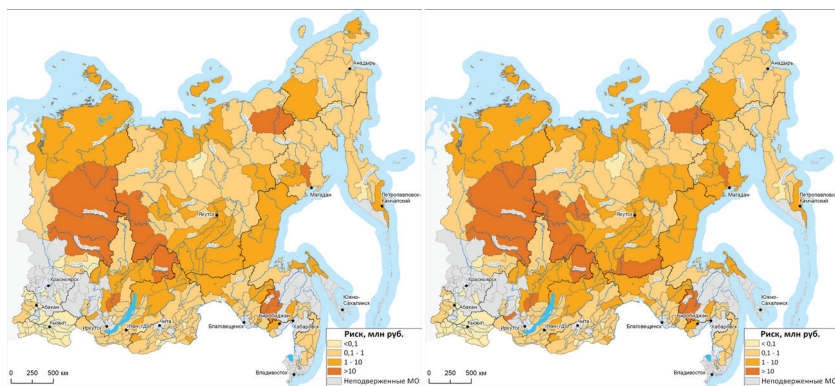 Анадырь
Магадан
Петропавловск-
Камчатский
Якутск
Красноярск
Абакан
Кызыл
Иркутск
Улан-Удэ
Чита
Благовещенск
Биробиджан
Хабаровск
Южно-
Сахалинск
Владивосток
Риск, млн руб.
<0,1
0,1 - 1
1 - 10
>10
Неподверженные МО
0 250 500 км
Анадырь
Магадан
Петропавловск-
Камчатский
Якутск
Красноярск
Абакан
Кызыл
Иркутск
Улан-Удэ
Чита
Благовещенск
Биробиджан
Хабаровск
Южно-
Сахалинск
Владивосток
Риск, млн руб.
< 0,1
0,1 - 1
1 - 10
> 10
Неподверженные МО
0 250 500 км